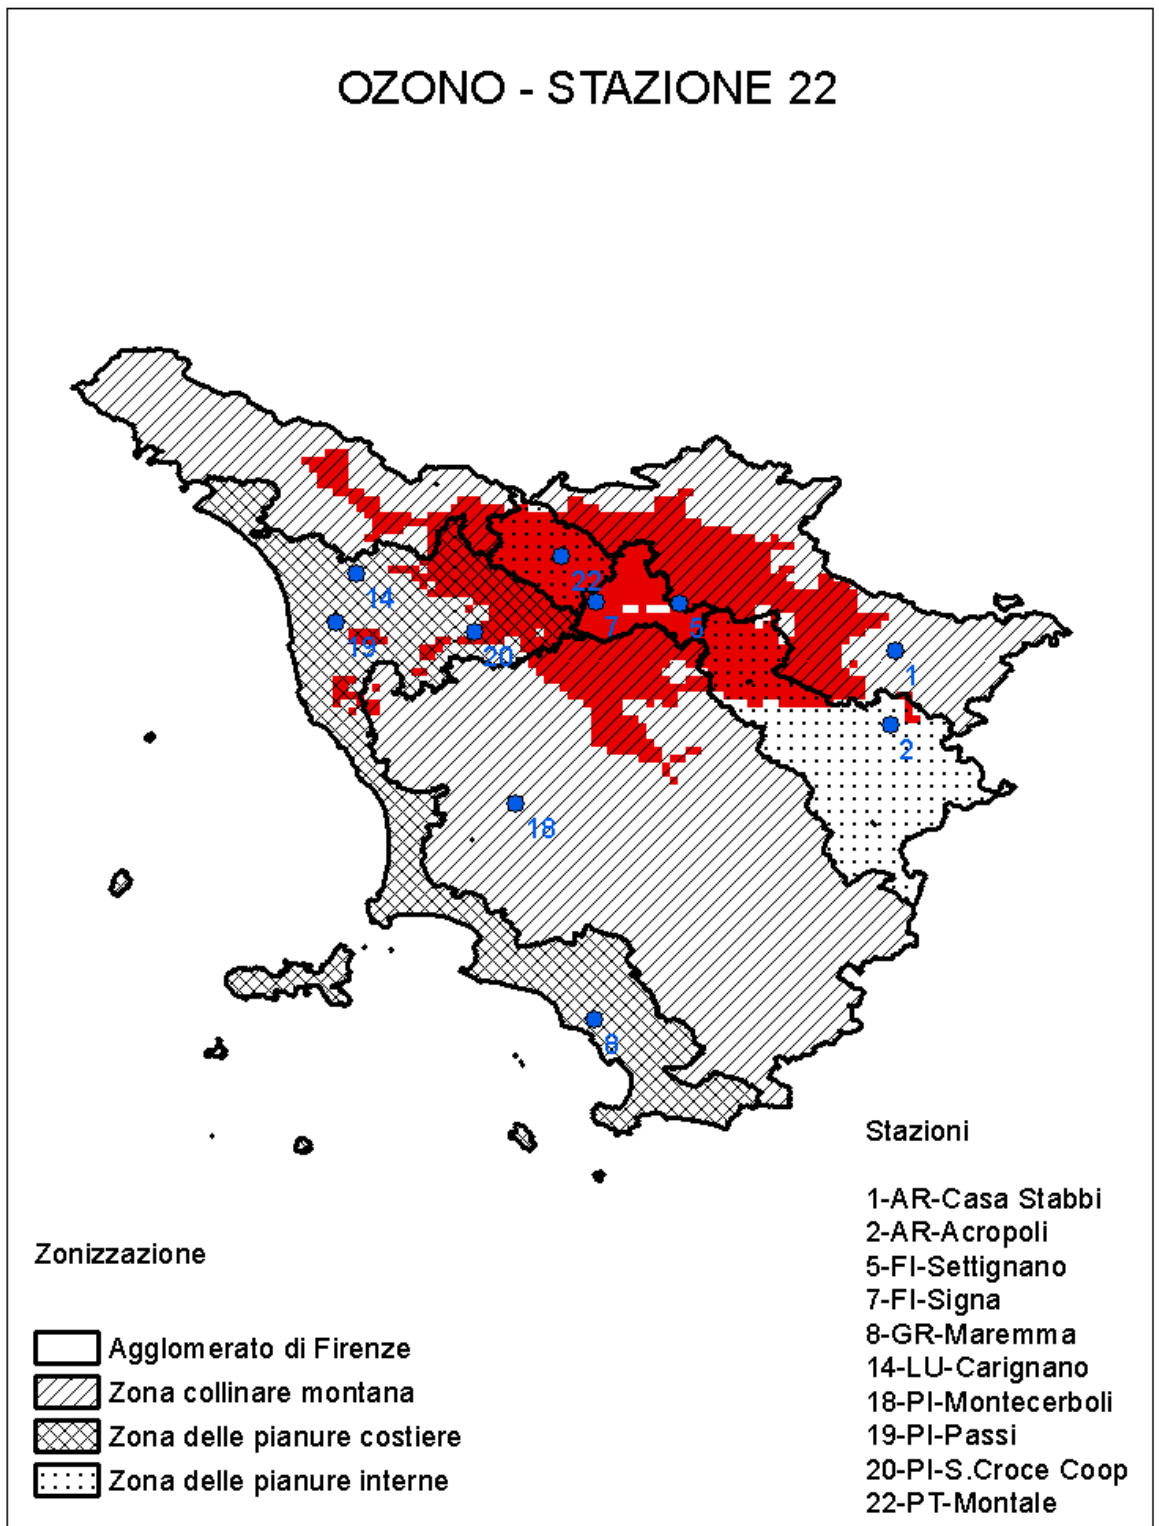 OZONO - STAZIONE 22
22
14
7
5
19
20
1
2
18
8
Stazioni
1-AR-Casa Stabbi
2-AR-Acropoli
5-FI-Settignano
7-FI-Signa
8-GR-Maremma
14-LU-Carignano
18-PI-Montecerboli
19-PI-Passi
20-PI-S.Croce Coop
22-PT-Montale
Zonizzazione
Agglomerato di Firenze
Zona collinare montana
Zona delle pianure costiere
Zona delle pianure interne